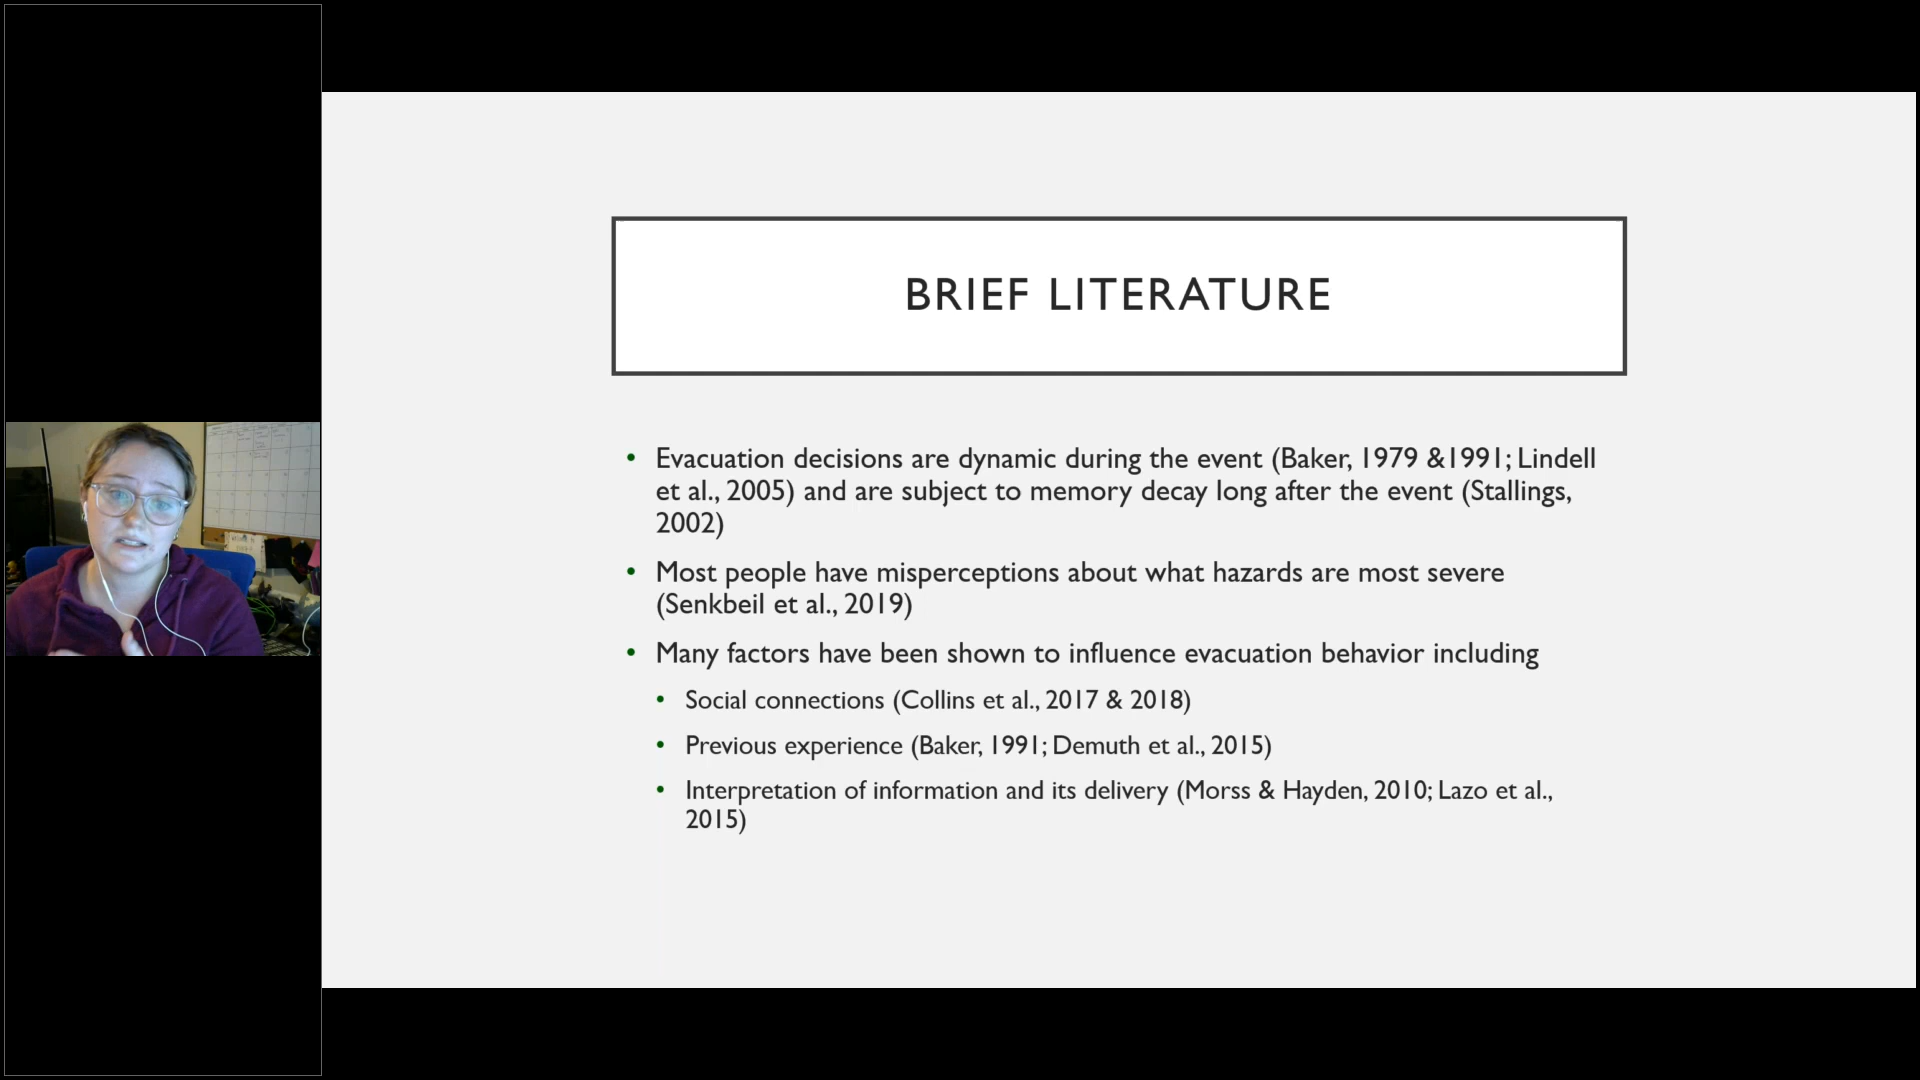 BRIEF LITERATURE
• Evacuation decisions are dynamic during the event (Baker, 1979 &1991; Lindell
et al., 2005) and are subject to memory decay long after the event (Stallings,
2002)
• Most people have misperceptions about what hazards are most severe
(Senkbeil et al., 2019)
• Many factors have been shown to influence evacuation behavior including
• Social connections (Collins et al., 2017 & 2018)
• Previous experience (Baker, 1991; Demuth et al., 2015)
• Interpretation of information and its delivery (Morss & Hayden, 2010; Lazo et al.,
2015)